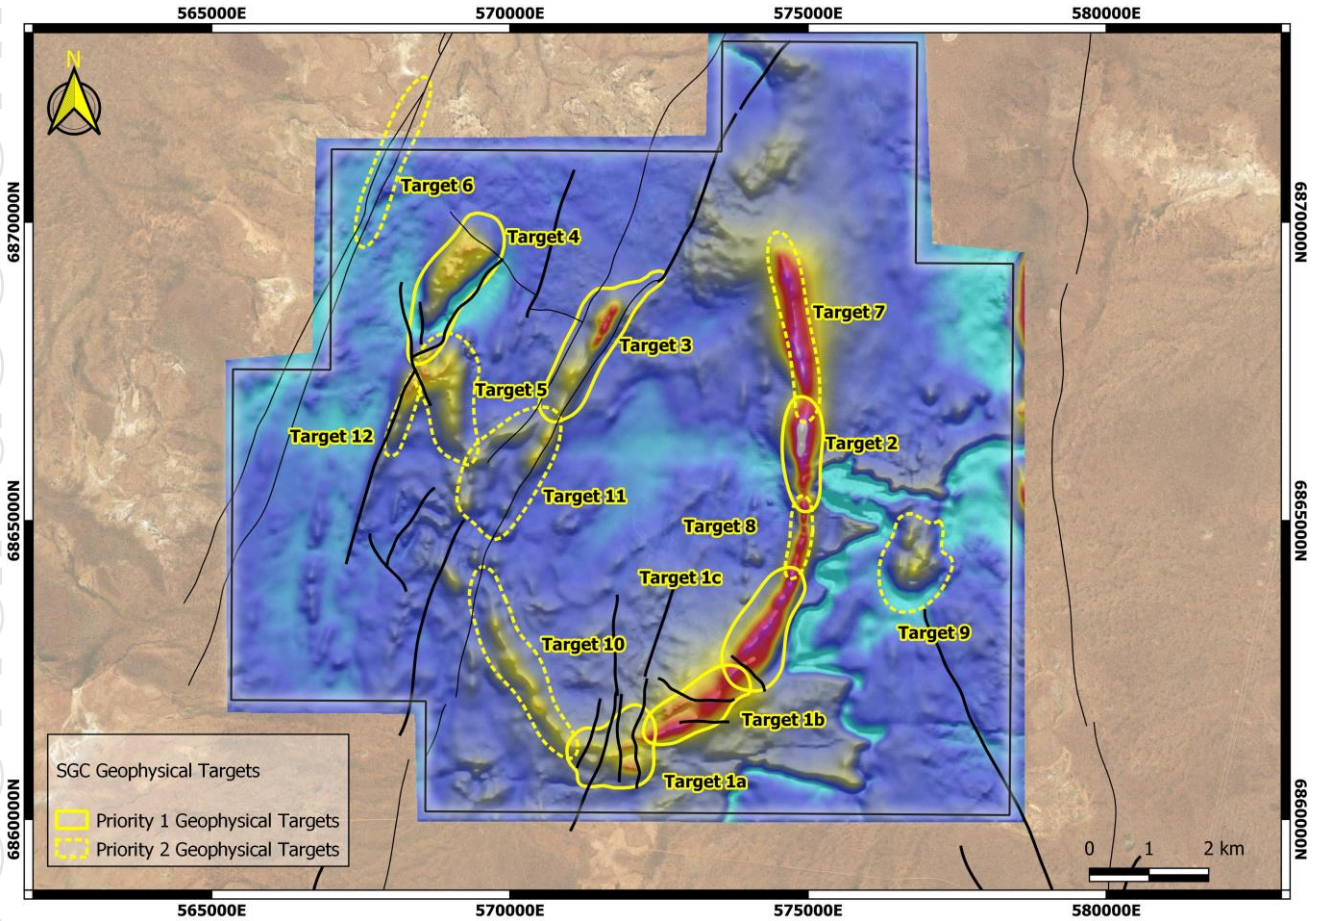 565000E 570000E 575000E 580000E
N
6870000N 6870000N
Target 6
Target 4
Target 7
Target 3
Target 5
Target 12
Target 2
Target 11
6865000N 6865000N
Target 8
Target 1c
Target 9
Target 10
Target 1b
Target 1a
SGC Geophysical Targets
Priority 1 Geophysical Targets
Priority 2 Geophysical Targets
6860000N 6860000N
0 1 2 km
565000E 570000E 575000E 580000E